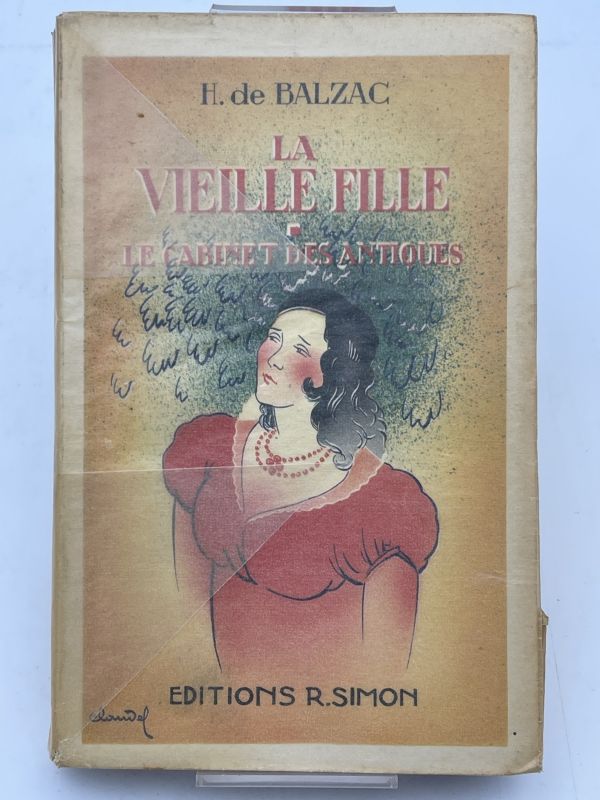 H. de BALZAC
LA
VIEILLE FILLE
LE CABINET DES ANTIQUES
EDITIONS R. SIMON